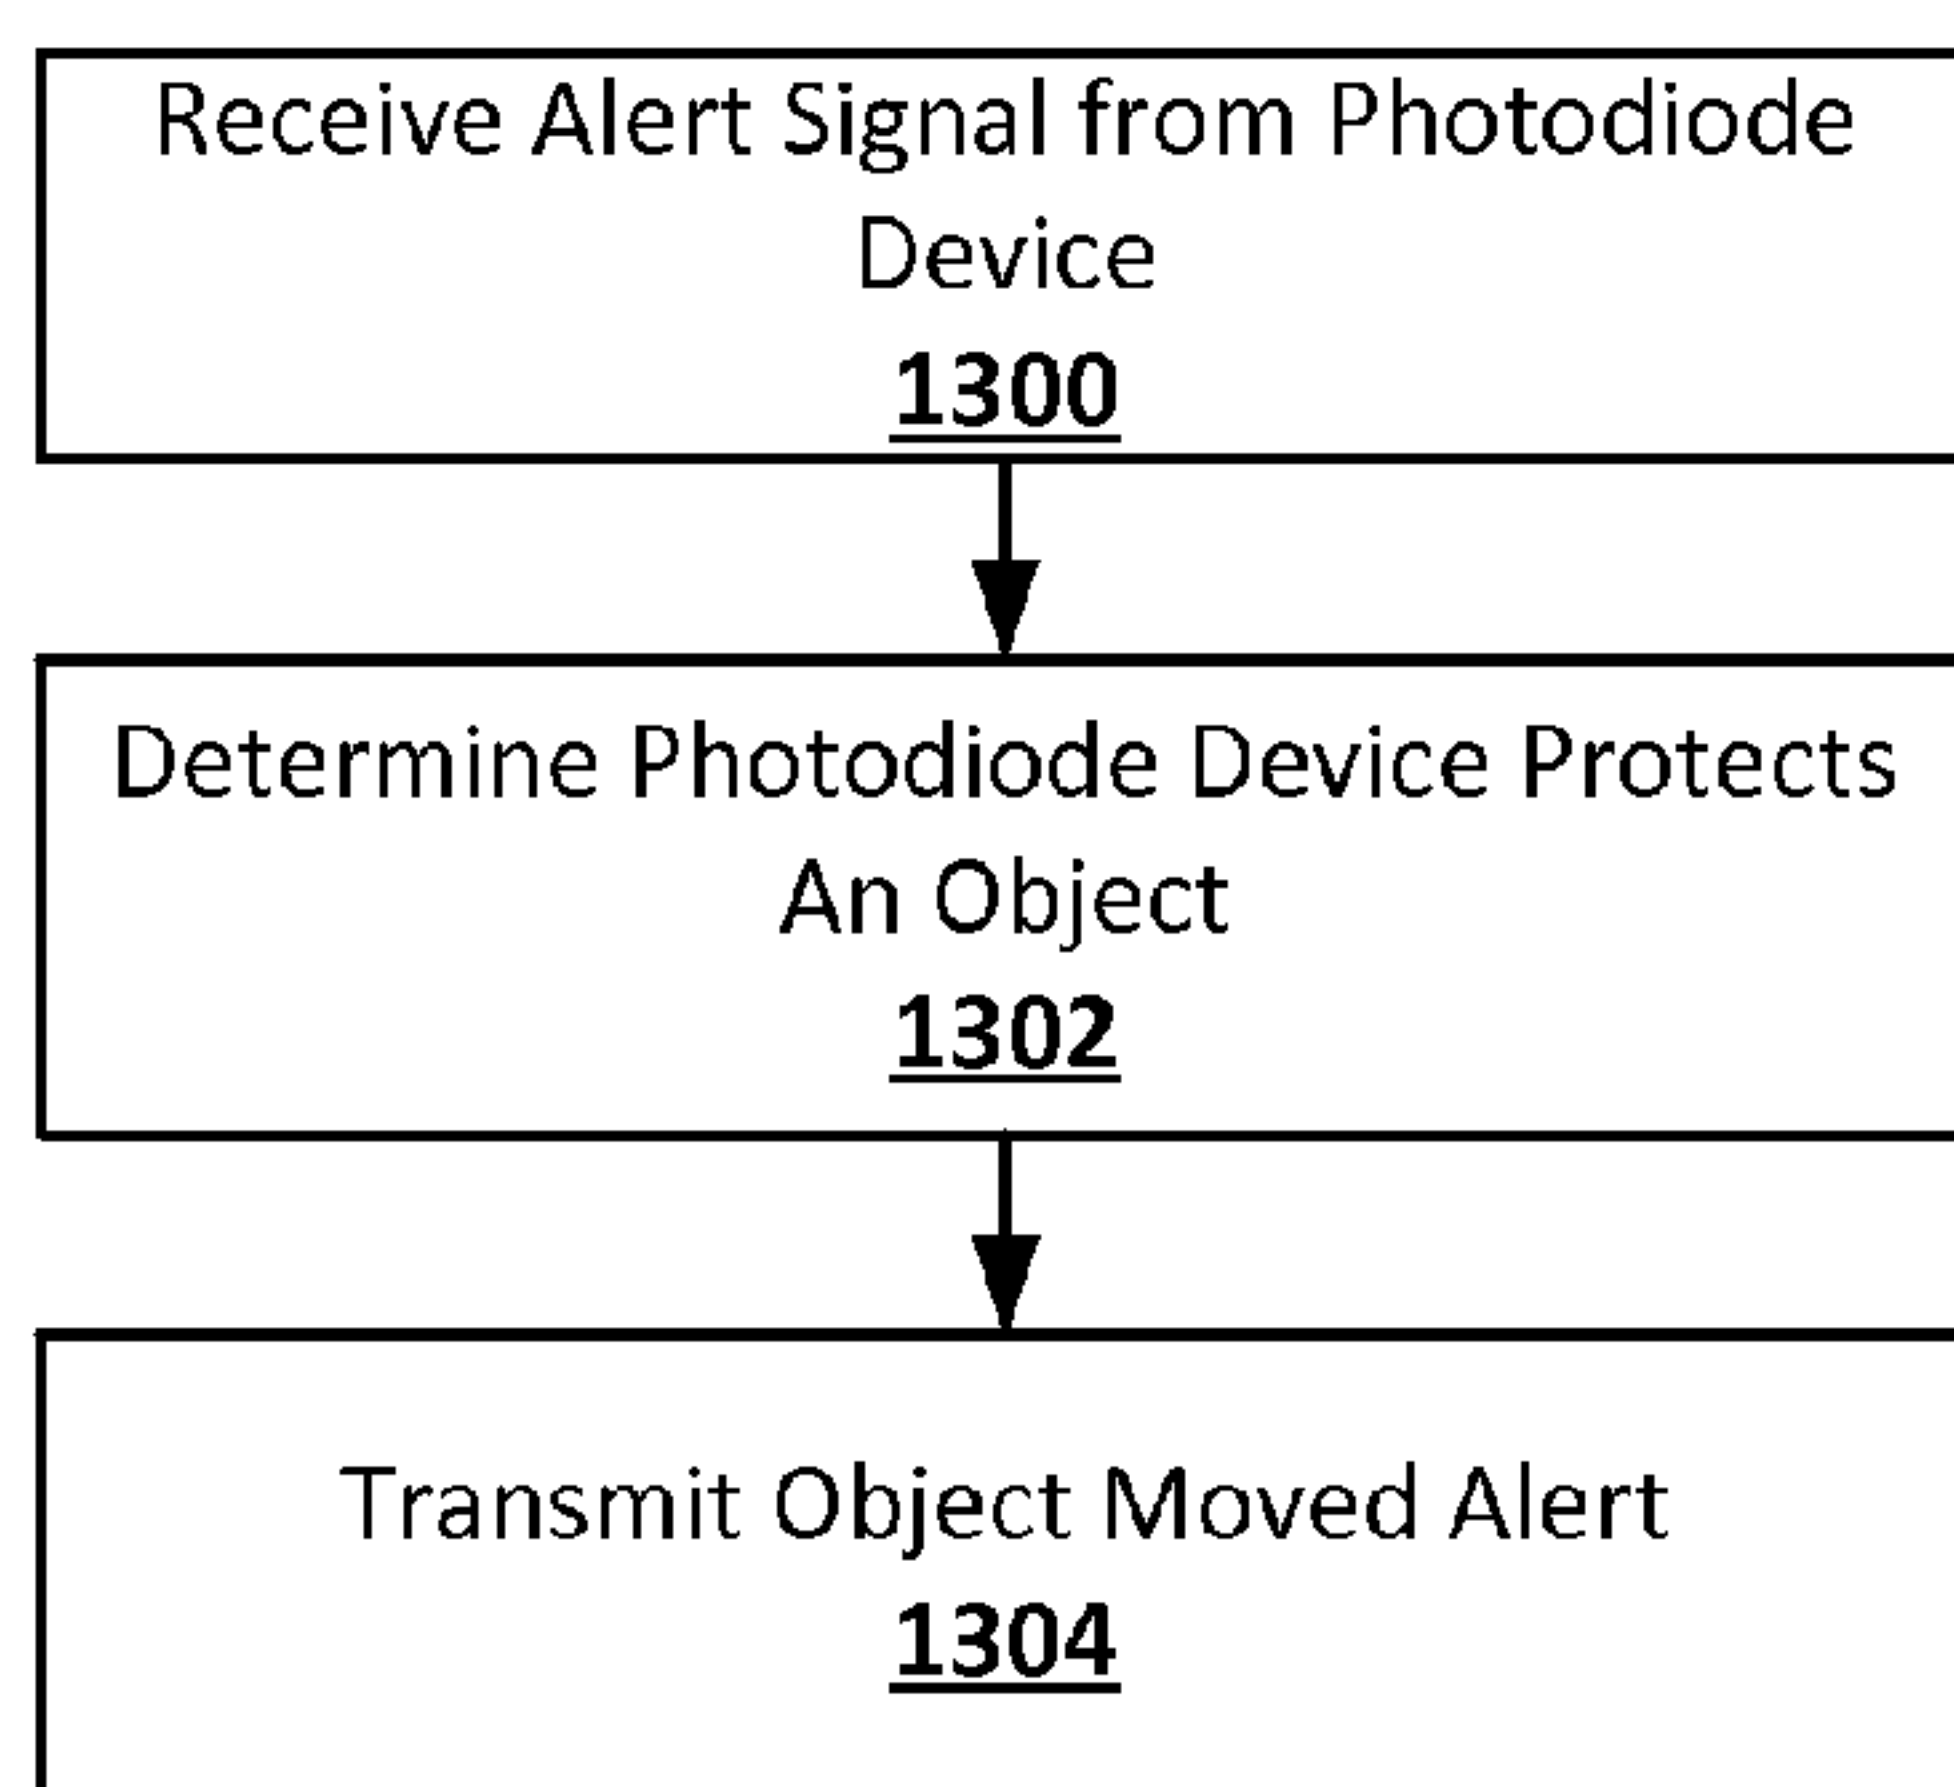 Receive Alert Signal from Photodiode
Device
1300
Determine Photodiode Device Protects
An Object
1302
Transmit Object Moved Alert
1304